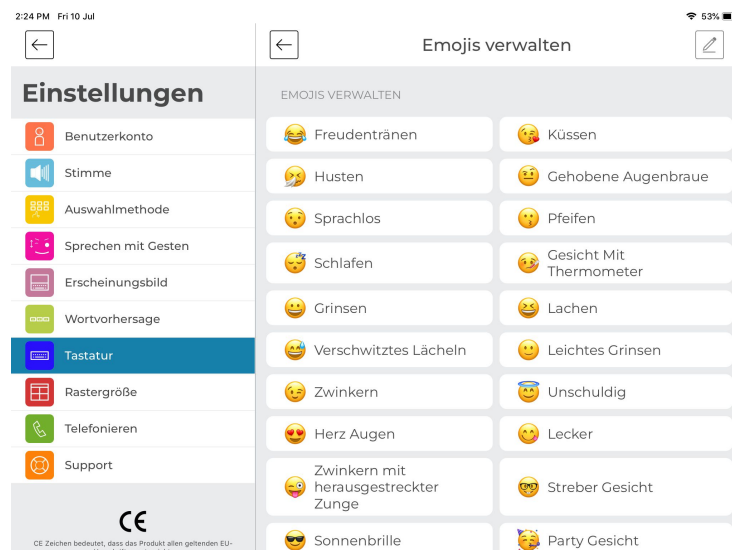 2:24 PM Fri 10 Jul
53%
Einstellungen
Benutzerkonto
Stimme
Auswahlmethode
Sprechen mit Gesten
Erscheinungsbild
Wortvorhersage
Tastatur
Rastergröße
Telefonieren
Support
CE
CE Zeichen bedeutet, dass das Produkt allen geltenden EU-
Emojis verwalten
EMOJIS VERWALTEN
Freudentränen
Küssen
Husten
Gehobene Augenbraue
Sprachlos
Pfeifen
Schlafen
Gesicht Mit
Thermometer
Grinsen
Lachen
Verschwitztes Lächeln
Leichtes Grinsen
Zwinkern
Unschuldig
Herz Augen
Lecker
Zwinkern mit
herausgestreckter
Zunge
Streber Gesicht
Sonnenbrille
Party Gesicht